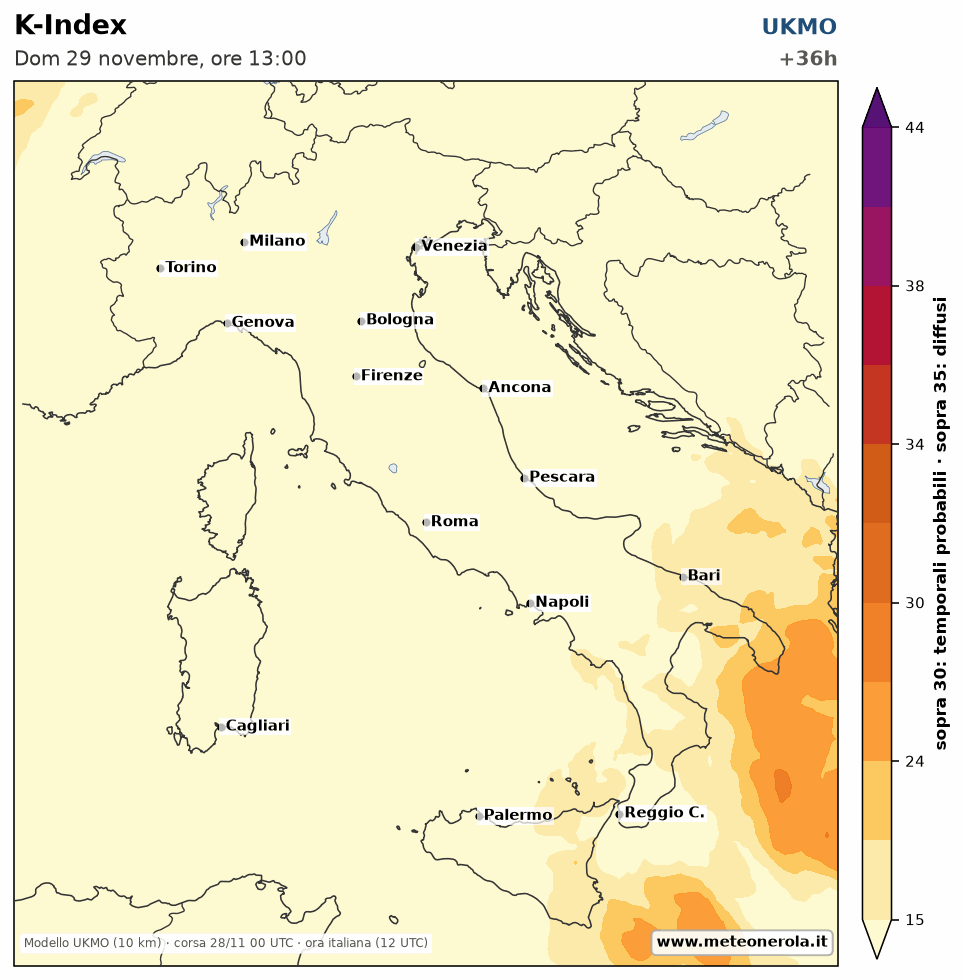 K-Index
UKMO
Dom 29 novembre, ore 13:00
+36h
44
38
34
30
24
15
sopra 30: temporali probabili · sopra 35: diffusi
Milano
Venezia
Torino
Genova
Bologna
Firenze
Ancona
Pescara
Roma
Bari
Napoli
Cagliari
Palermo
Reggio C.
Modello UKMO (10 km) · corsa 28/11 00 UTC · ora italiana (12 UTC)
www.meteonerola.it